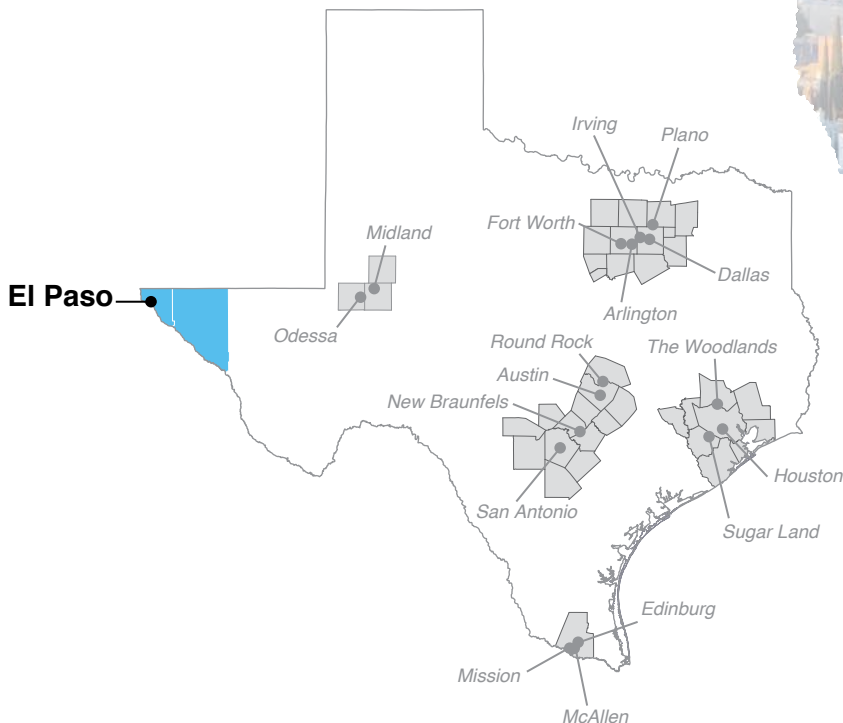 Irving
Plano
Fort Worth
Midland
Dallas
El Paso
Arlington
Odessa
Round Rock
The Woodlands
Austin
New Braunfels
Houston
San Antonio
Sugar Land
Edinburg
Mission
McAllen